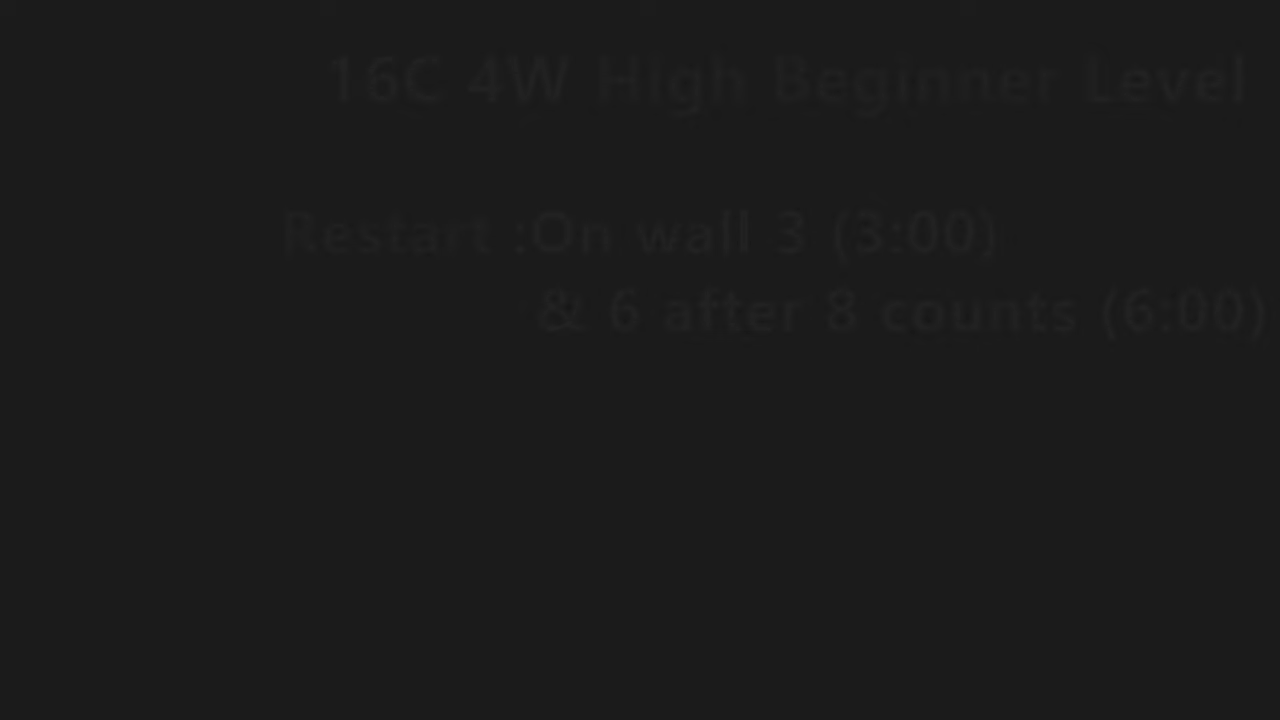 16C 4W High Beginner Level
Restart :On wall 3 (3:00)
& 6 after 8 counts (6:00)